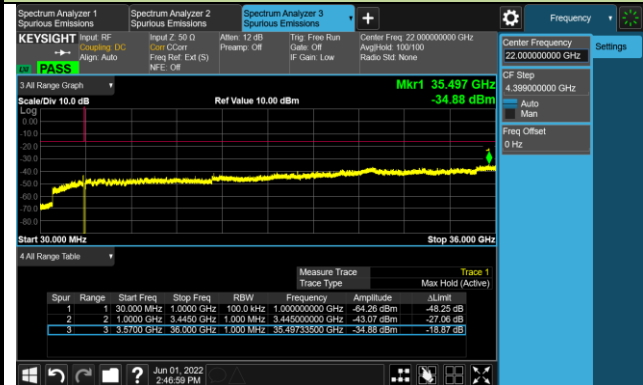 Spectrum Analyzer 1
Spurious Emissions
Spectrum Analyzer 2
Spurious Emissions
Spectrum Analyzer 3
Spurious Emissions
KEYSIGHT
Input: RF
Coupling: DC
Align: Auto
Input Z: 50 Ω
Corr CCorr
Freq Ref: Ext (S)
NFE: Off
Atten: 12 dB
Preamp: Off
Trig: Free Run
Gate: Off
IF Gain: Low
Center Freq: 22.000000000 GHz
Avg|Hold: 100/100
Radio Std: None
PASS
3 All Range Graph
Mkr1 35.497 GHz
Scale/Div 10.0 dB
Ref Value 10.00 dBm
-34.88 dBm
Log
0.00
-10.0
-20.0
-30.0
-40.0
-50.0
-60.0
-70.0
-80.0
1
Start 30.000 MHz
Stop 36.000 GHz
4 All Range Table
Measure Trace Trace 1
Trace Type Max Hold (Active)
Spur Range Start Freq Stop Freq RBW Frequency Amplitude ΔLimit
1 1 30.000 MHz 1.0000 GHz 100.0 kHz 1.000000000 GHz -64.26 dBm -48.25 dB
2 2 1.0000 GHz 3.4450 GHz 1.000 MHz 3.445000000 GHz -43.07 dBm -27.06 dB
3 3 3.5700 GHz 36.000 GHz 1.000 MHz 35.49733500 GHz -34.88 dBm -18.87 dB
Jun 01, 2022
2:46:59 PM
Frequency
Center Frequency
22.000000000 GHz
Settings
CF Step
4.399000000 GHz
Auto
Man
Freq Offset
0 Hz